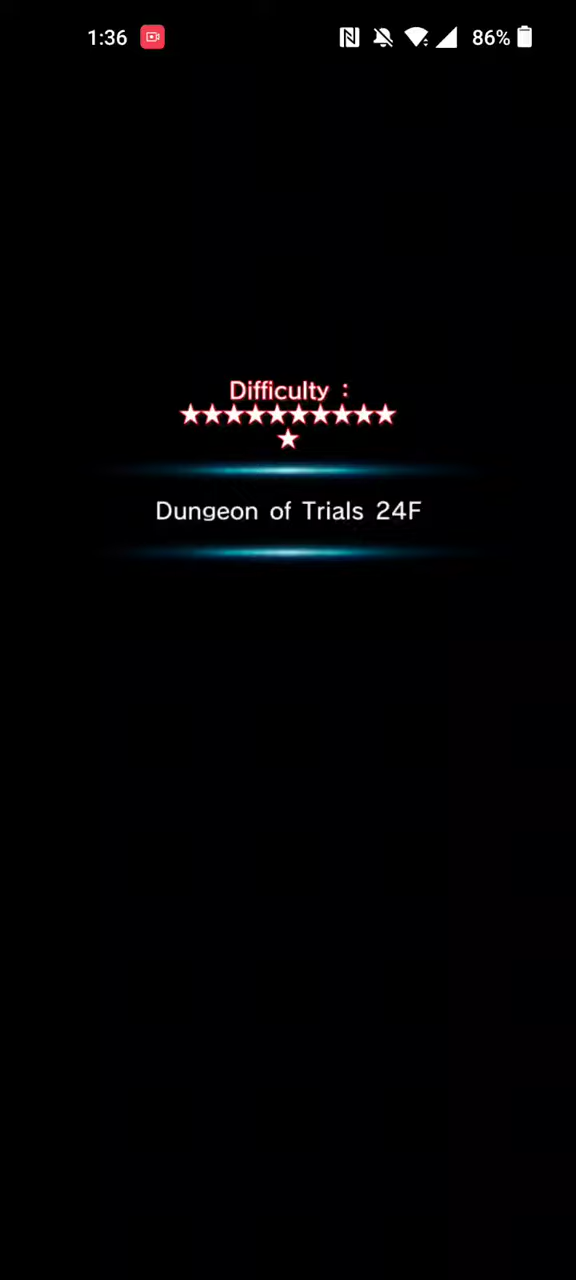 1:36
86%
Difficulty :
★★★★★★★★★★
★
Dungeon of Trials 24F